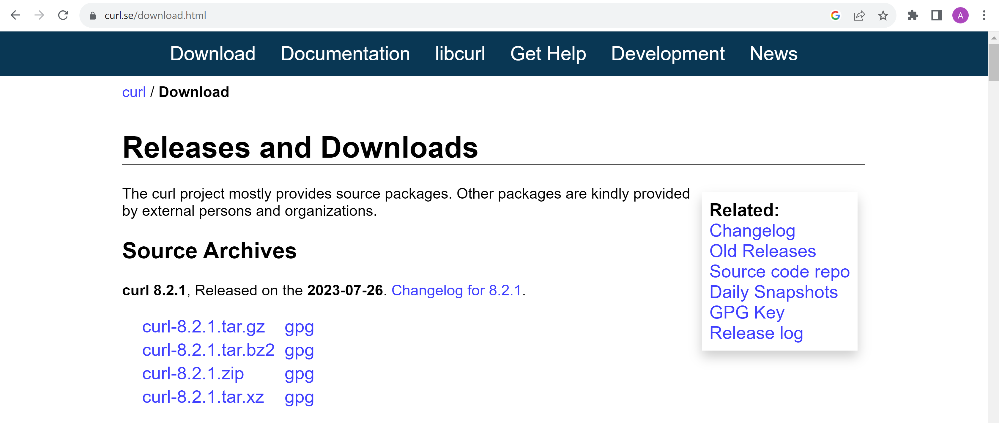 curl.se/download.html
A
Download Documentation libcurl Get Help Development News
curl / Download
Releases and Downloads
The curl project mostly provides source packages. Other packages are kindly provided
by external persons and organizations.
Related:
Changelog
Old Releases
Source code repo
Daily Snapshots
GPG Key
Release log
Source Archives
curl 8.2.1, Released on the 2023-07-26. Changelog for 8.2.1.
curl-8.2.1.tar.gz gpg
curl-8.2.1.tar.bz2 gpg
curl-8.2.1.zip gpg
curl-8.2.1.tar.xz gpg